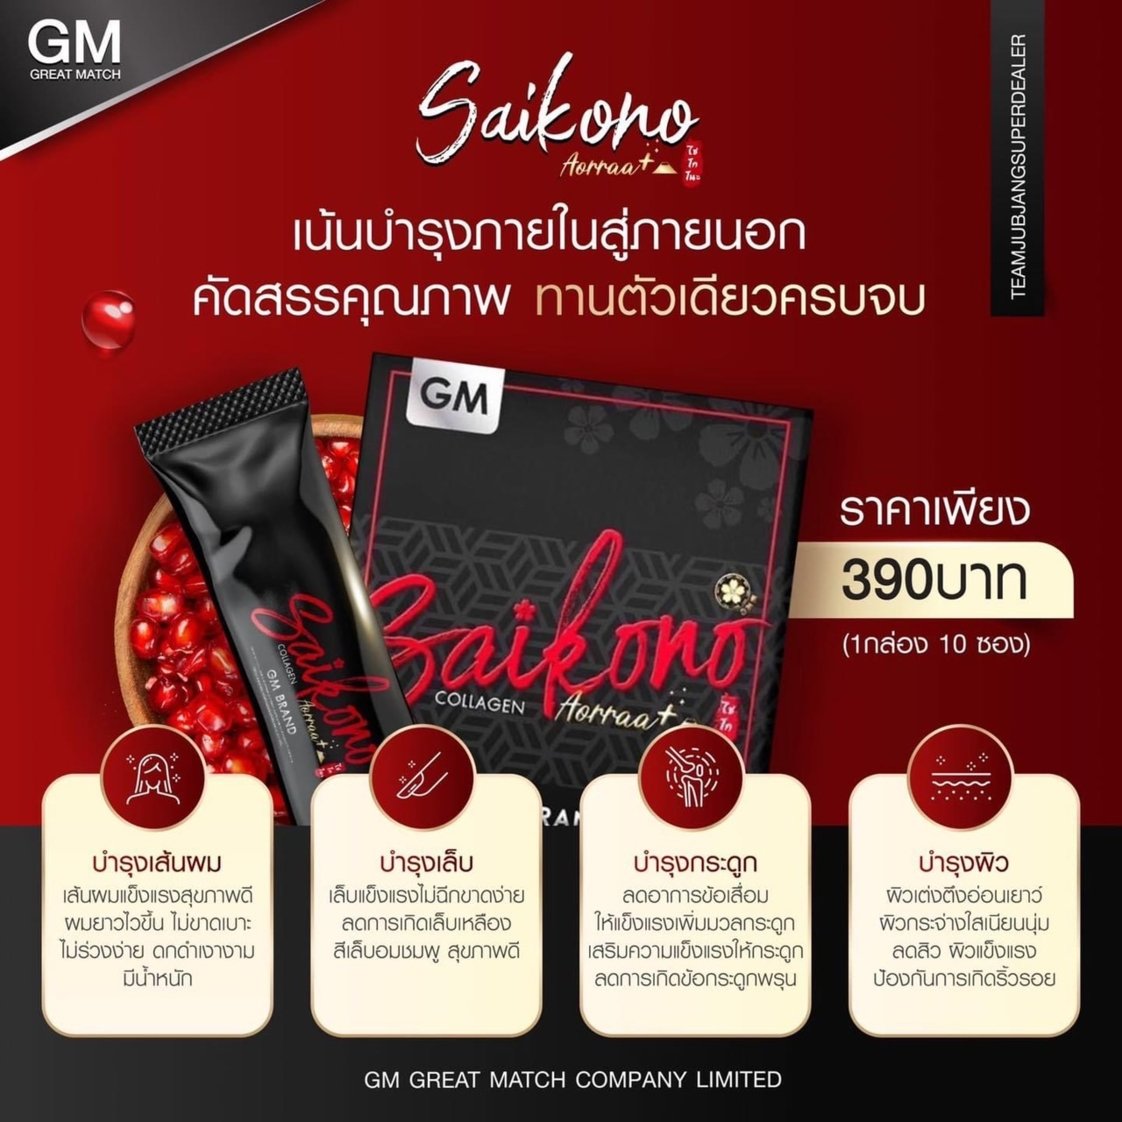 GM
GREAT MATCH
TEAMJUBJANGSUPERDEALER
Saikono
Aorraa+
ไซ
โก
โนะ
เน้นบำรุงภายในสู่ภายนอก
คัดสรรคุณภาพ ทานตัวเดียวครบจบ
GM
Saikono
COLLAGEN Aorraa+
ไซ
โก
Saikono
COLLAGEN Aorraa+
GM BRAND
ราคาเพียง
390บาท
(1กล่อง 10 ซอง)
บำรุงเส้นผม
เส้นผมแข็งแรงสุขภาพดี
ผมยาวไวขึ้น ไม่ขาดเบาะ
ไม่ร่วงง่าย ดกดำเงางาม
มีน้ำหนัก
บำรุงเล็บ
เล็บแข็งแรงไม่ฉีกขาดง่าย
ลดการเกิดเล็บเหลือง
สีเล็บอมชมพู สุขภาพดี
บำรุงกระดูก
ลดอาการข้อเสื่อม
ให้แข็งแรงเพิ่มมวลกระดูก
เสริมความแข็งแรงให้กระดูก
ลดการเกิดข้อกระดูกพรุน
บำรุงผิว
ผิวเต่งตึงอ่อนเยาว์
ผิวกระจ่างใสเนียนนุ่ม
ลดสิว ผิวแข็งแรง
ป้องกันการเกิดริ้วรอย
GM GREAT MATCH COMPANY LIMITED